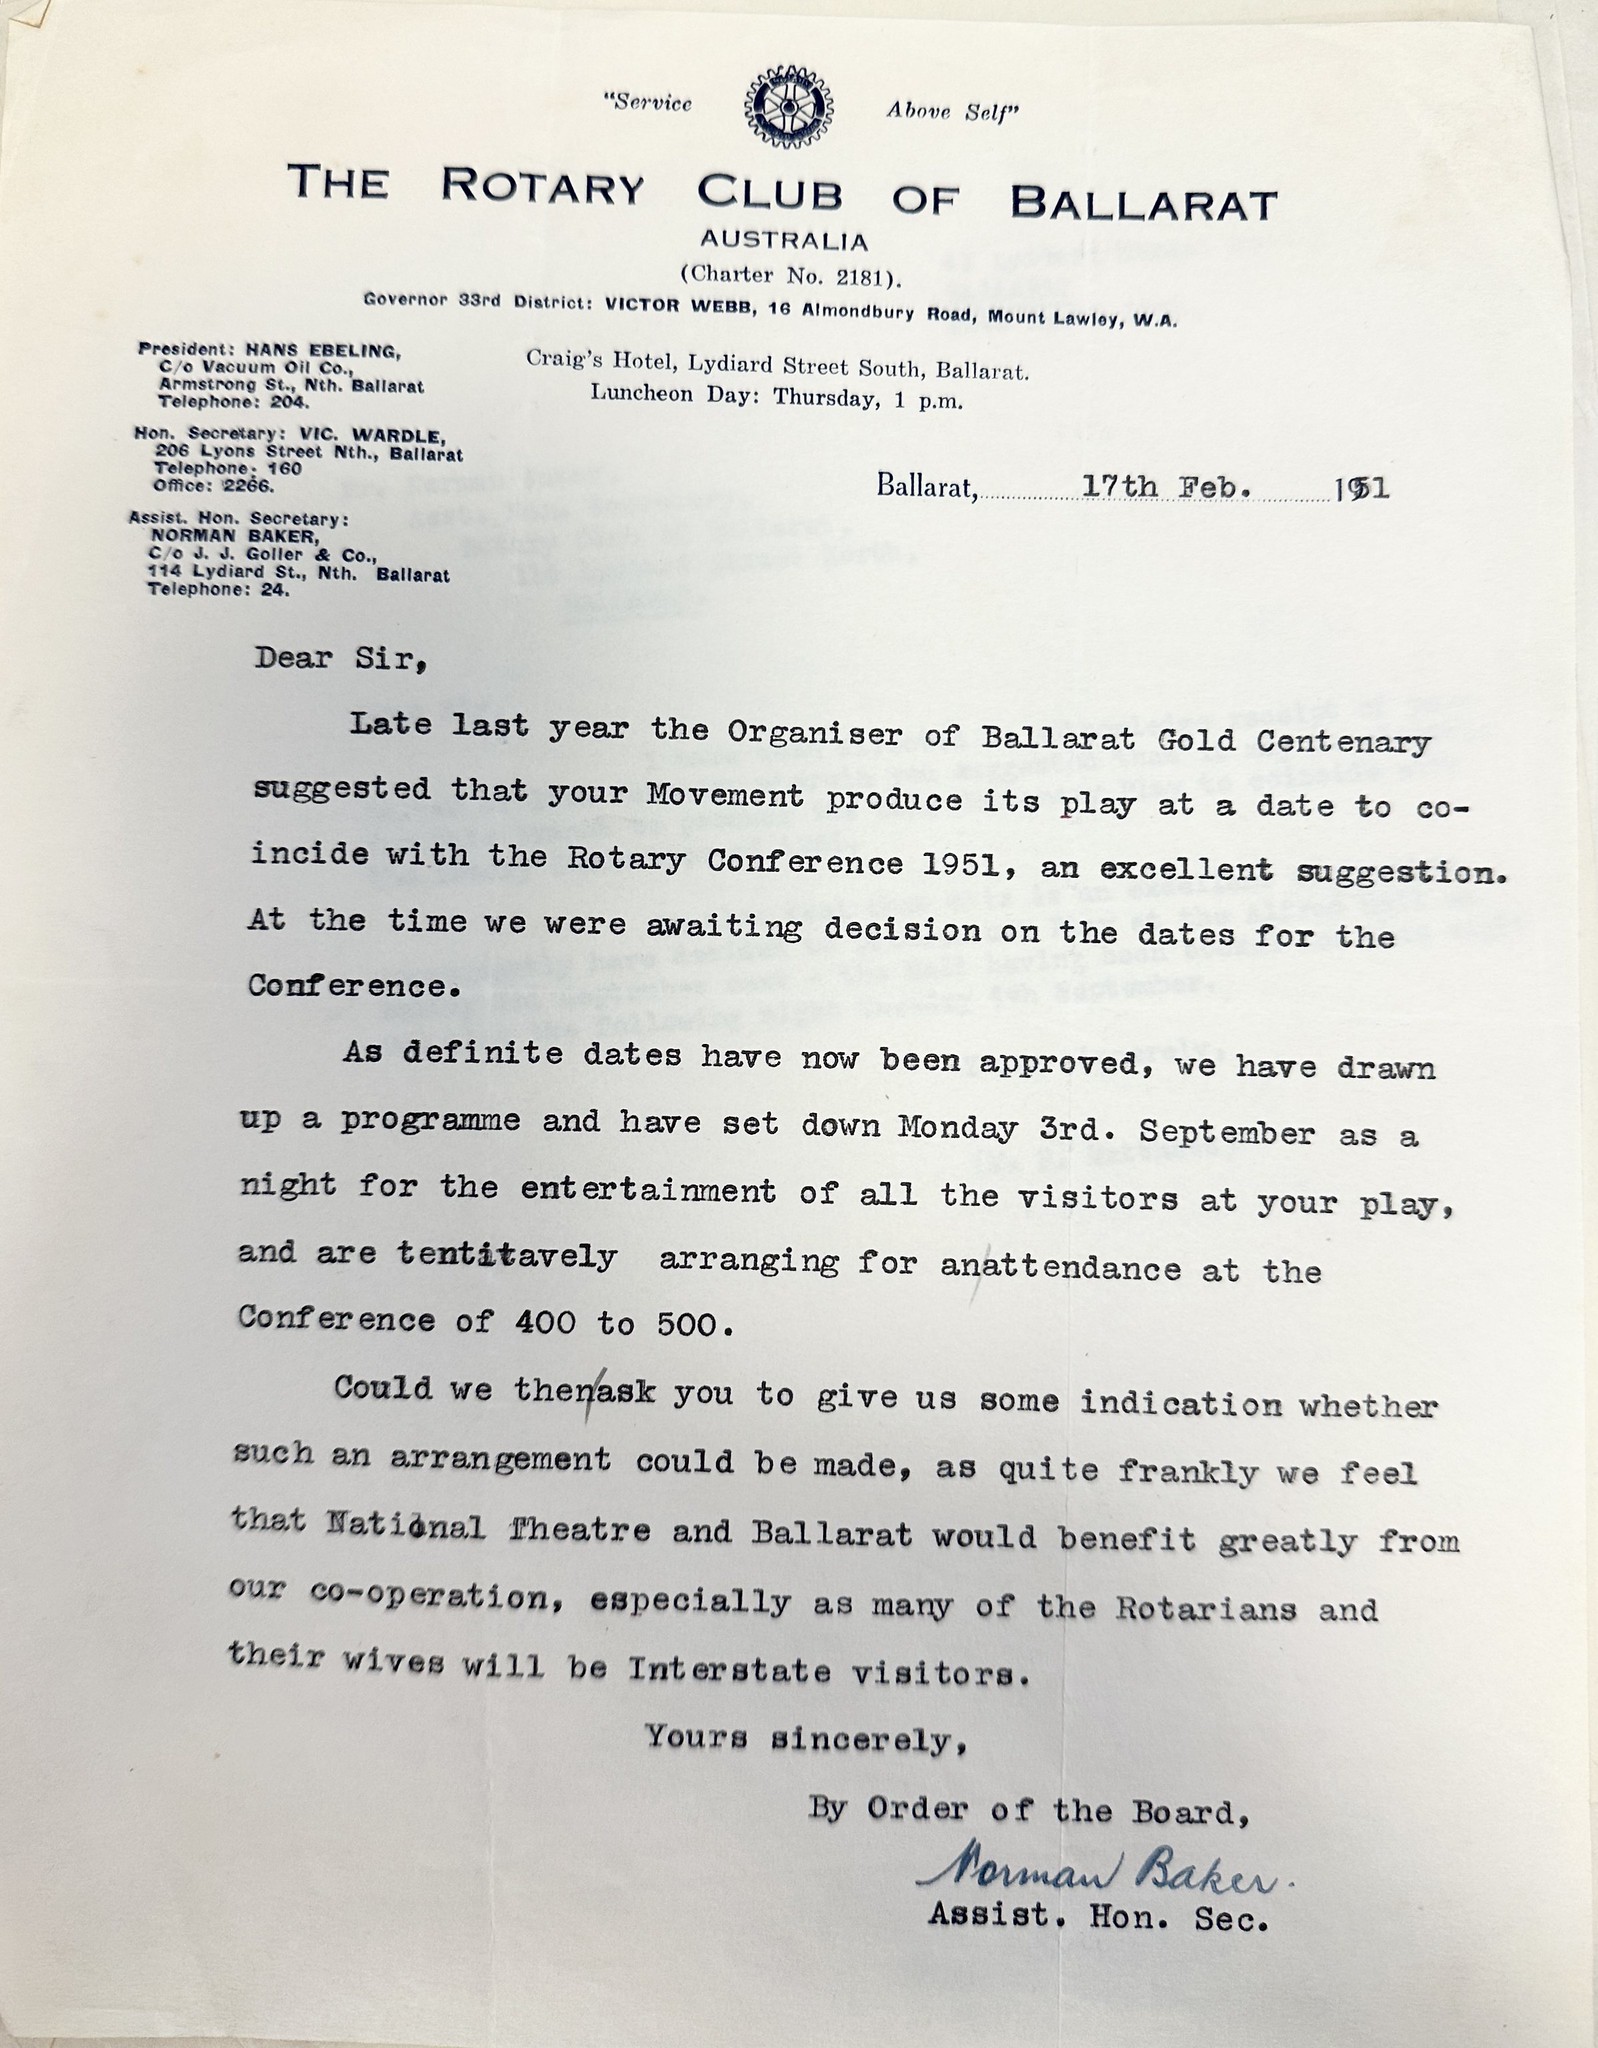 "Service Above Self"
THE ROTARY CLUB OF BALLARAT
AUSTRALIA
(Charter No. 2181).
Governor 33rd District: VICTOR WEBB, 16 Almondbury Road, Mount Lawley, W.A.
President: HANS EBELING,
C/o Vacuum Oil Co.,
Armstrong St., Nth. Ballarat
Telephone: 204.
Hon. Secretary: VIC. WARDLE,
206 Lyons Street Nth., Ballarat
Telephone: 160
Office: 2266.
Assist. Hon. Secretary:
NORMAN BAKER,
C/o J. J. Goller & Co.,
114 Lydiard St., Nth. Ballarat
Telephone: 24.
Craig's Hotel, Lydiard Street South, Ballarat.
Luncheon Day: Thursday, 1 p.m.
Ballarat, 17th Feb. 1951
Dear Sir,
Late last year the Organiser of Ballarat Gold Centenary
suggested that your Movement produce its play at a date to co-
incide with the Rotary Conference 1951, an excellent suggestion.
At the time we were awaiting decision on the dates for the
Conference.
As definite dates have now been approved, we have drawn
up a programme and have set down Monday 3rd. September as a
night for the entertainment of all the visitors at your play,
and are tentitavely arranging for an/attendance at the
Conference of 400 to 500.
Could we then/ask you to give us some indication whether
such an arrangement could be made, as quite frankly we feel
that National Theatre and Ballarat would benefit greatly from
our co-operation, especially as many of the Rotarians and
their wives will be Interstate visitors.
Yours sincerely,
By Order of the Board,
Norman Baker.
Assist. Hon. Sec.